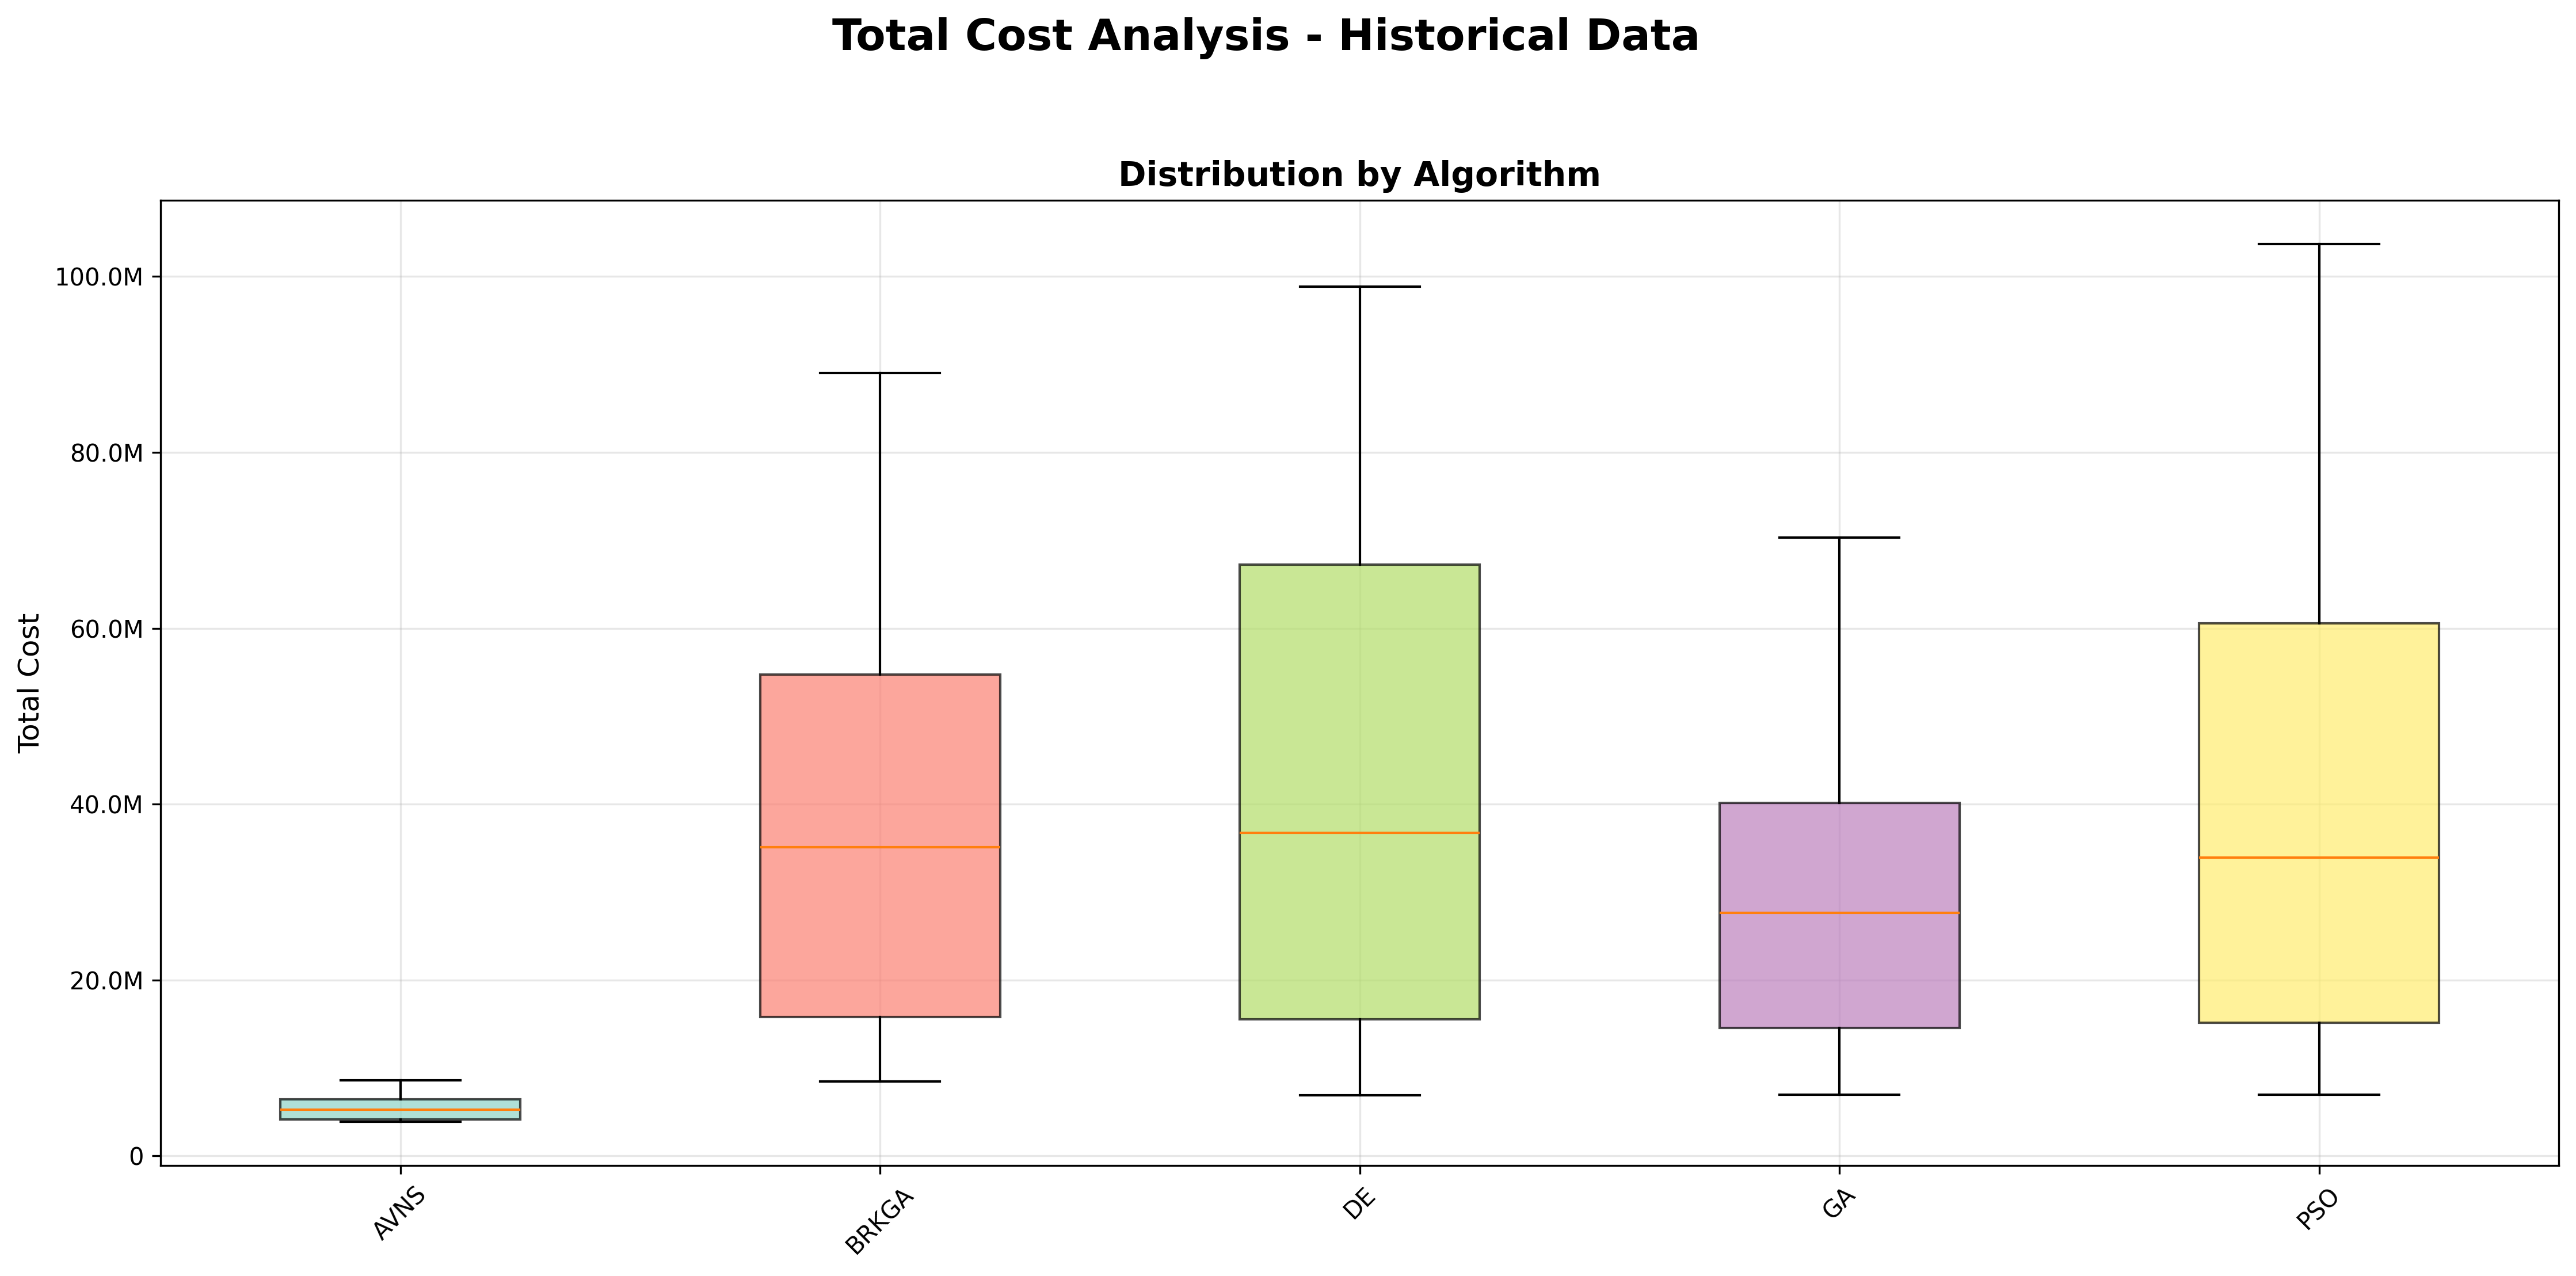 Total Cost Analysis - Historical Data
Distribution by Algorithm
Total Cost
100.0M
80.0M
60.0M
40.0M
20.0M
0
AVNS
BRKGA
DE
GA
PSO